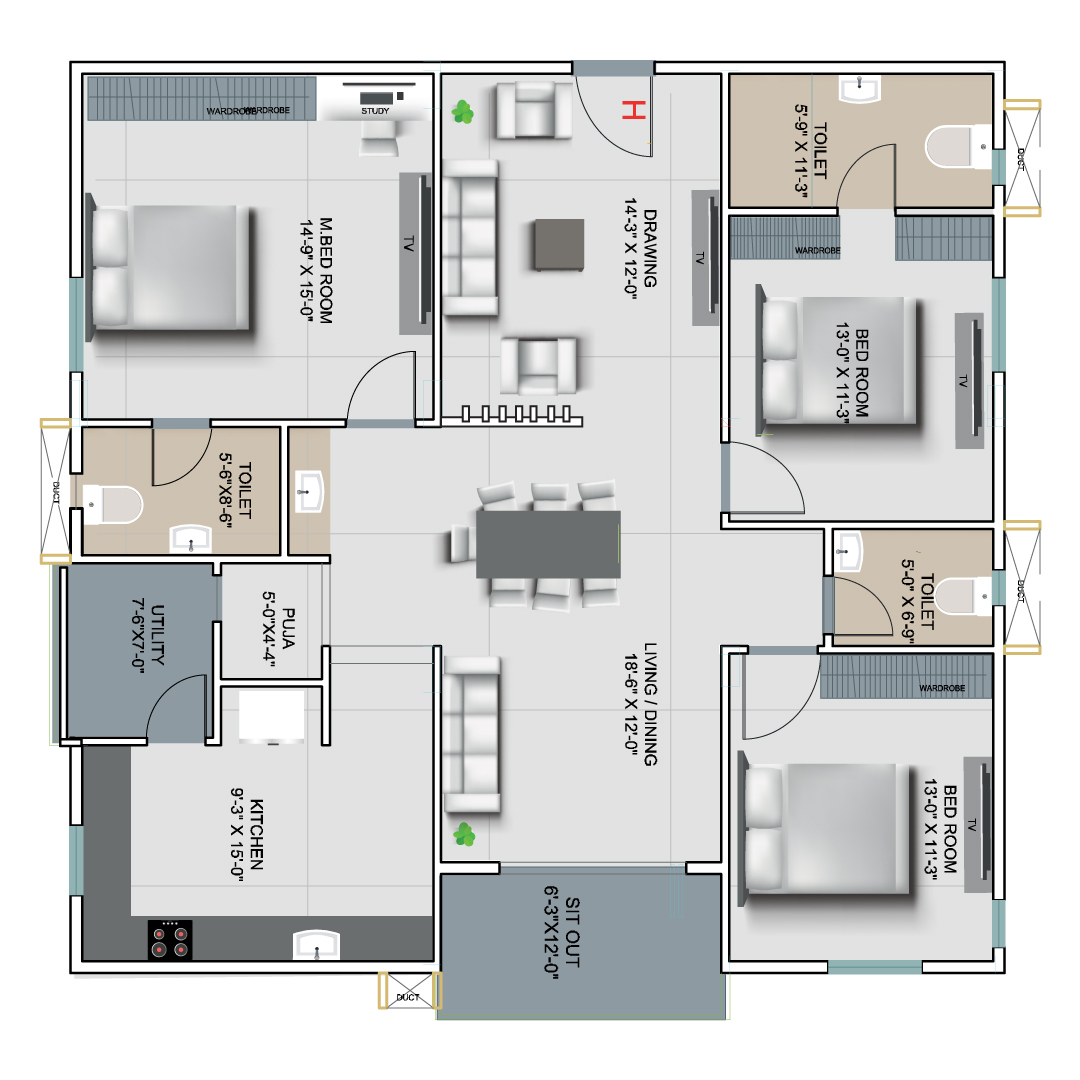 WARDROBE
WARDROBE
STUDY
TV
M.BED ROOM
14'-9" X 15'-0"
H
DRAWING
14'-3" X 12'-0"
TV
TOILET
5'-9" X 11'-3"
DUCT
WARDROBE
BED ROOM
13'-0" X 11'-3"
TV
TOILET
5'-6"X8'-6"
DUCT
TOILET
5'-0" X 6'-9"
DUCT
UTILITY
7'-6"X7'-0"
PUJA
5'-0"X4'-4"
LIVING / DINING
18'-6" X 12'-0"
WARDROBE
KITCHEN
9'-3" X 15'-0"
BED ROOM
13'-0" X 11'-3"
TV
SIT OUT
6'-3"X12'-0"
DUCT